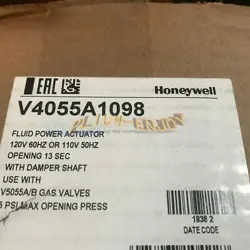 Honeywell
EAC
V4055A1098
FLUID POWER ACTUATOR
120V 60HZ OR 110V 50HZ
OPENING 13 SEC
WITH DAMPER SHAFT
USE WITH
V5055A/B GAS VALVES
5 PSI MAX OPENING PRESS
1838 2
DATE CODE